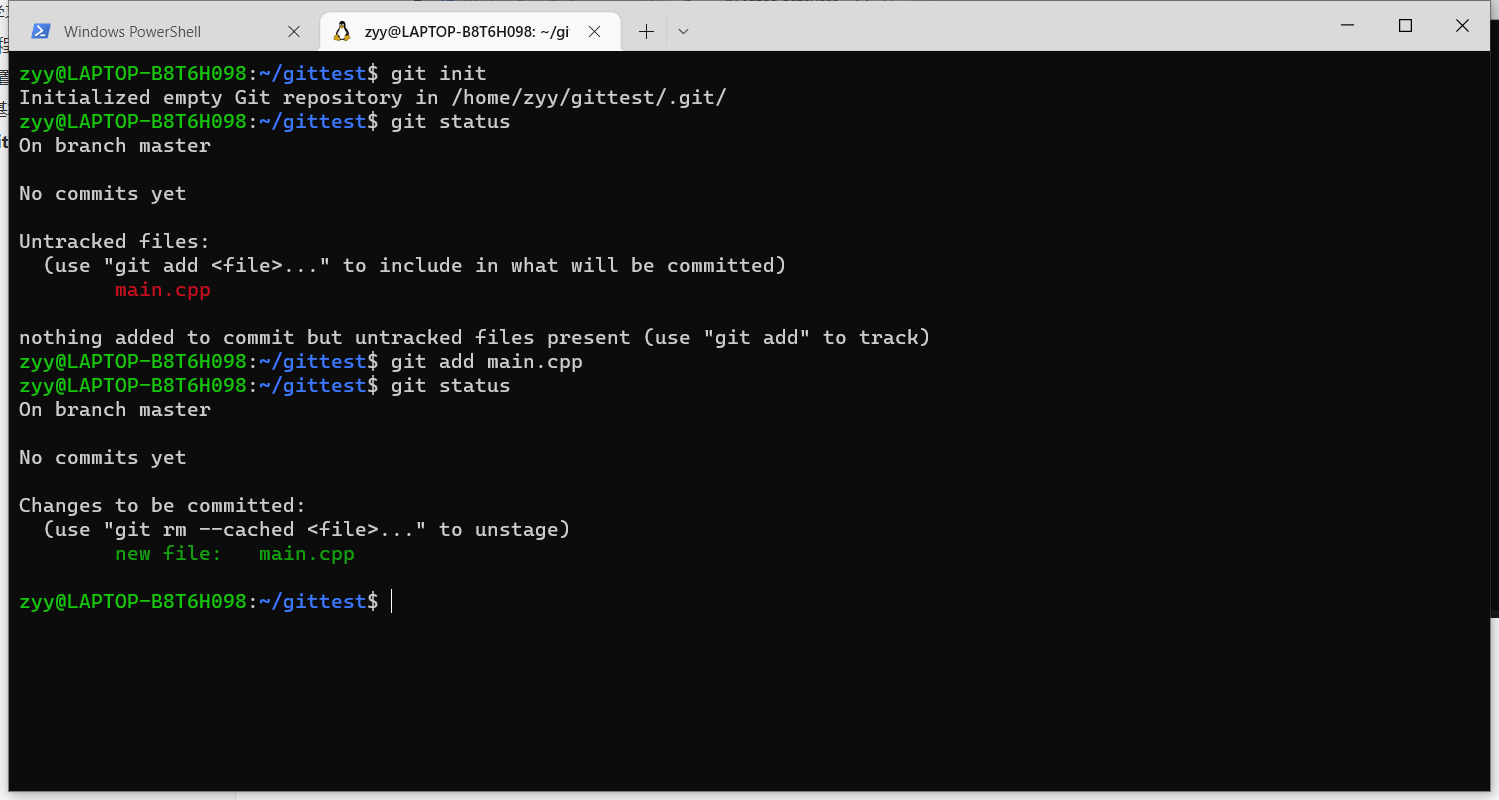 Windows PowerShell
zyy@LAPTOP-B8T6H098: ~/gi
zyy@LAPTOP-B8T6H098:~/gittest$ git init
Initialized empty Git repository in /home/zyy/gittest/.git/
zyy@LAPTOP-B8T6H098:~/gittest$ git status
On branch master
No commits yet
Untracked files:
  (use "git add <file>..." to include in what will be committed)
        main.cpp
nothing added to commit but untracked files present (use "git add" to track)
zyy@LAPTOP-B8T6H098:~/gittest$ git add main.cpp
zyy@LAPTOP-B8T6H098:~/gittest$ git status
On branch master
No commits yet
Changes to be committed:
  (use "git rm --cached <file>..." to unstage)
        new file:   main.cpp
zyy@LAPTOP-B8T6H098:~/gittest$